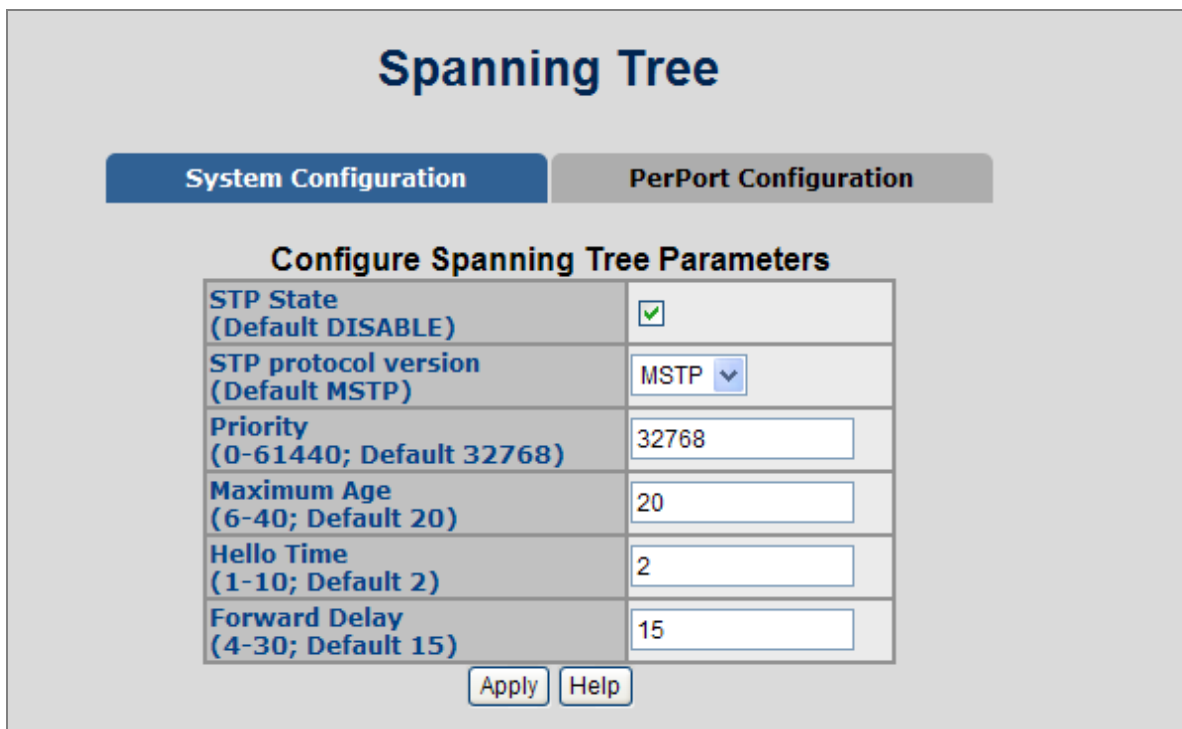 Spanning Tree
System Configuration
PerPort Configuration
Configure Spanning Tree Parameters
STP State
(Default DISABLE)
STP protocol version
(Default MSTP)
MSTP
Priority
(0-61440; Default 32768)
32768
Maximum Age
(6-40; Default 20)
20
Hello Time
(1-10; Default 2)
2
Forward Delay
(4-30; Default 15)
15
Apply
Help